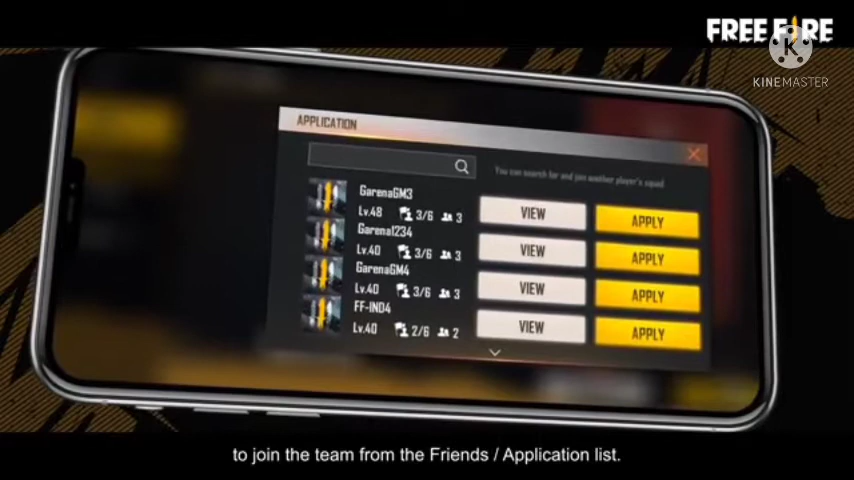 FREE FIRE
K
KINEMASTER
APPLICATION
You can search for and join another player's squad
GarenaGM3
Lv.48 3/6 3
VIEW APPLY
Garena1234
Lv.40 3/6 3
VIEW APPLY
GarenaGM4
Lv.40 3/6 3
VIEW APPLY
FF-IND4
Lv.40 2/6 2
VIEW APPLY
to join the team from the Friends / Application list.